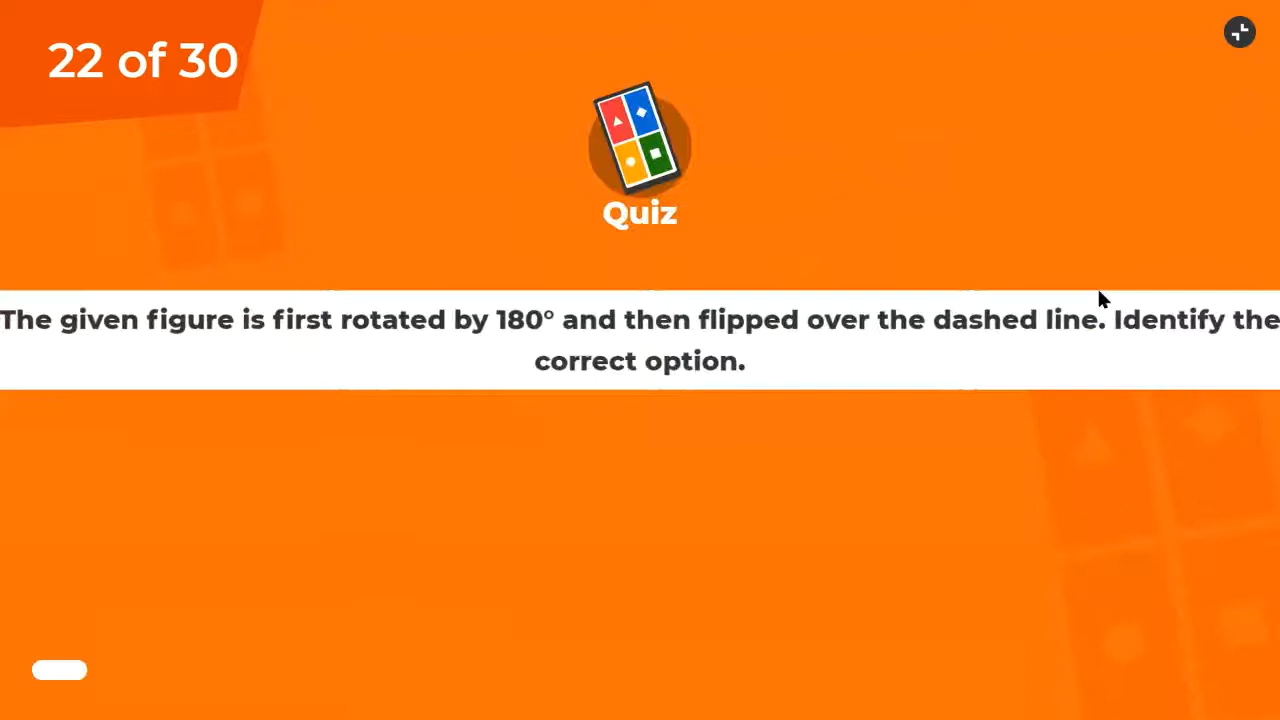 22 of 30
Quiz
The given figure is first rotated by 180° and then flipped over the dashed line. Identify the
correct option.